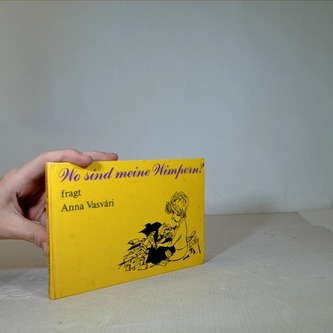 Wo sind meine Wimpern?
fragt
Anna Vasvári